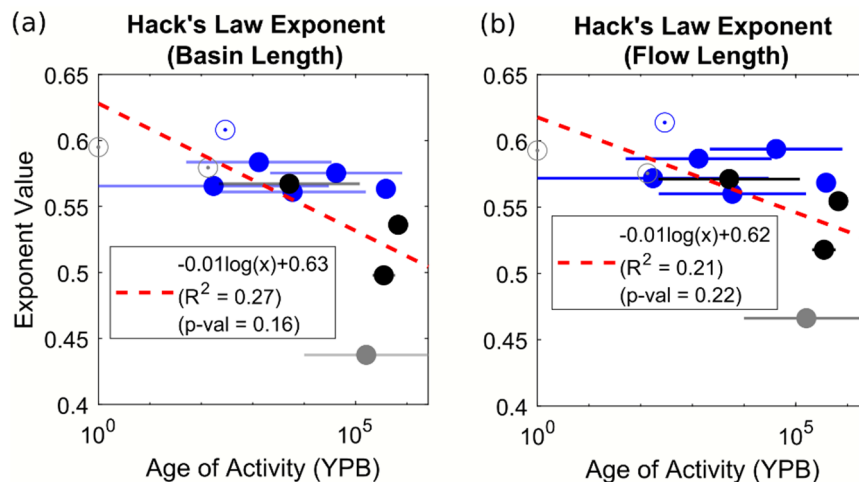 (a)
Hack's Law Exponent
(Basin Length)
0.65
0.6
0.55
0.5
0.45
0.4
Exponent Value
-0.01log(x)+0.63
(R² = 0.27)
(p-val = 0.16)
10⁰
10⁵
Age of Activity (YPB)
(b)
Hack's Law Exponent
(Flow Length)
0.65
0.6
0.55
0.5
0.45
0.4
-0.01log(x)+0.62
(R² = 0.21)
(p-val = 0.22)
10⁰
10⁵
Age of Activity (YPB)